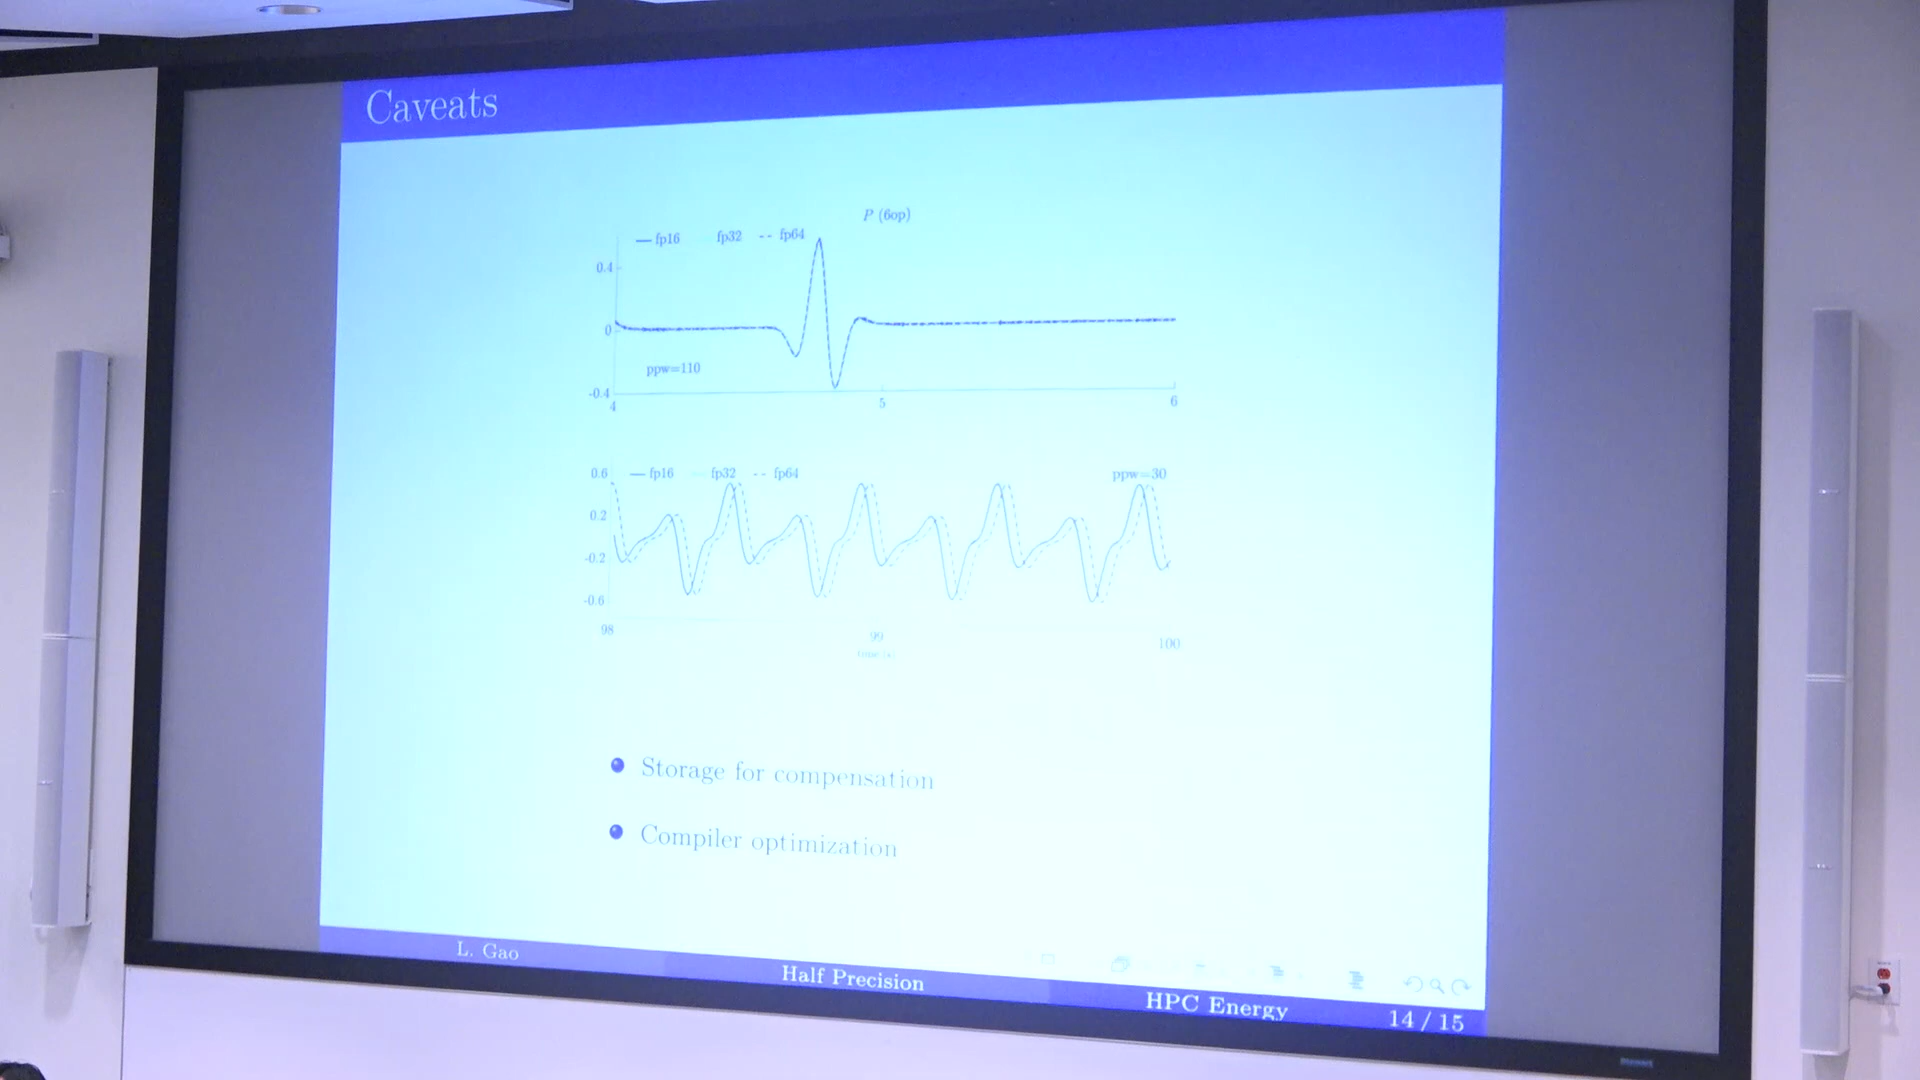 Caveats
P (6op)
fp16 fp32 fp64
0.4
0
ppw=110
-0.4
4 5 6
0.6 fp16 fp32 fp64 ppw=30
0.2
-0.2
-0.6
98 99 100
time (s)
Storage for compensation
Compiler optimization
L. Gao
Half Precision
HPC Energy
14 / 15